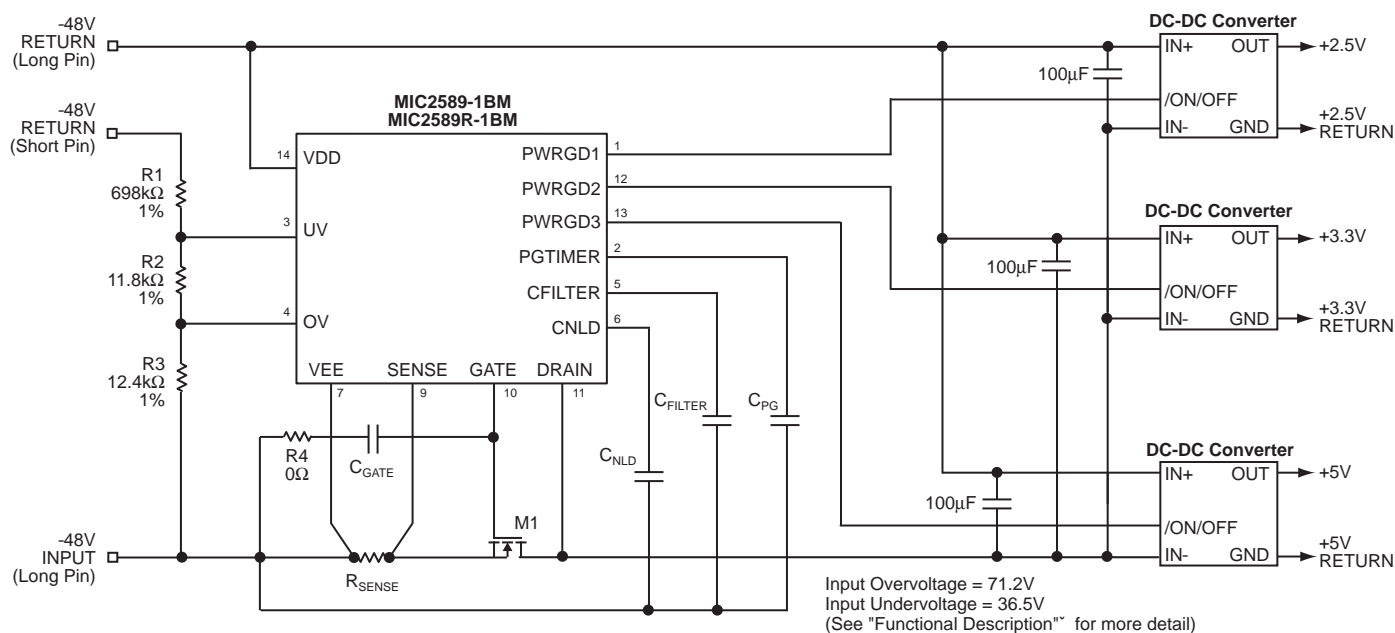 -48V
RETURN
(Long Pin)
-48V
RETURN
(Short Pin)
R1
698kΩ
1%
R2
11.8kΩ
1%
R3
12.4kΩ
1%
-48V
INPUT
(Long Pin)
MIC2589-1BM
MIC2589R-1BM
14 VDD
3 UV
4 OV
VEE SENSE GATE DRAIN
7 9 10 11
PWRGD1 1
PWRGD2 12
PWRGD3 13
PGTIMER 2
CFILTER 5
CNLD 6
R4
0Ω
CGATE
RSENSE
M1
CNLD
CFILTER
CPG
DC-DC Converter
IN+ OUT +2.5V
100μF
/ON/OFF
IN- GND +2.5V
RETURN
DC-DC Converter
IN+ OUT +3.3V
100μF
/ON/OFF
IN- GND +3.3V
RETURN
DC-DC Converter
IN+ OUT +5V
100μF
/ON/OFF
IN- GND +5V
RETURN
Input Overvoltage = 71.2V
Input Undervoltage = 36.5V
(See "Functional Description"ˇ for more detail)